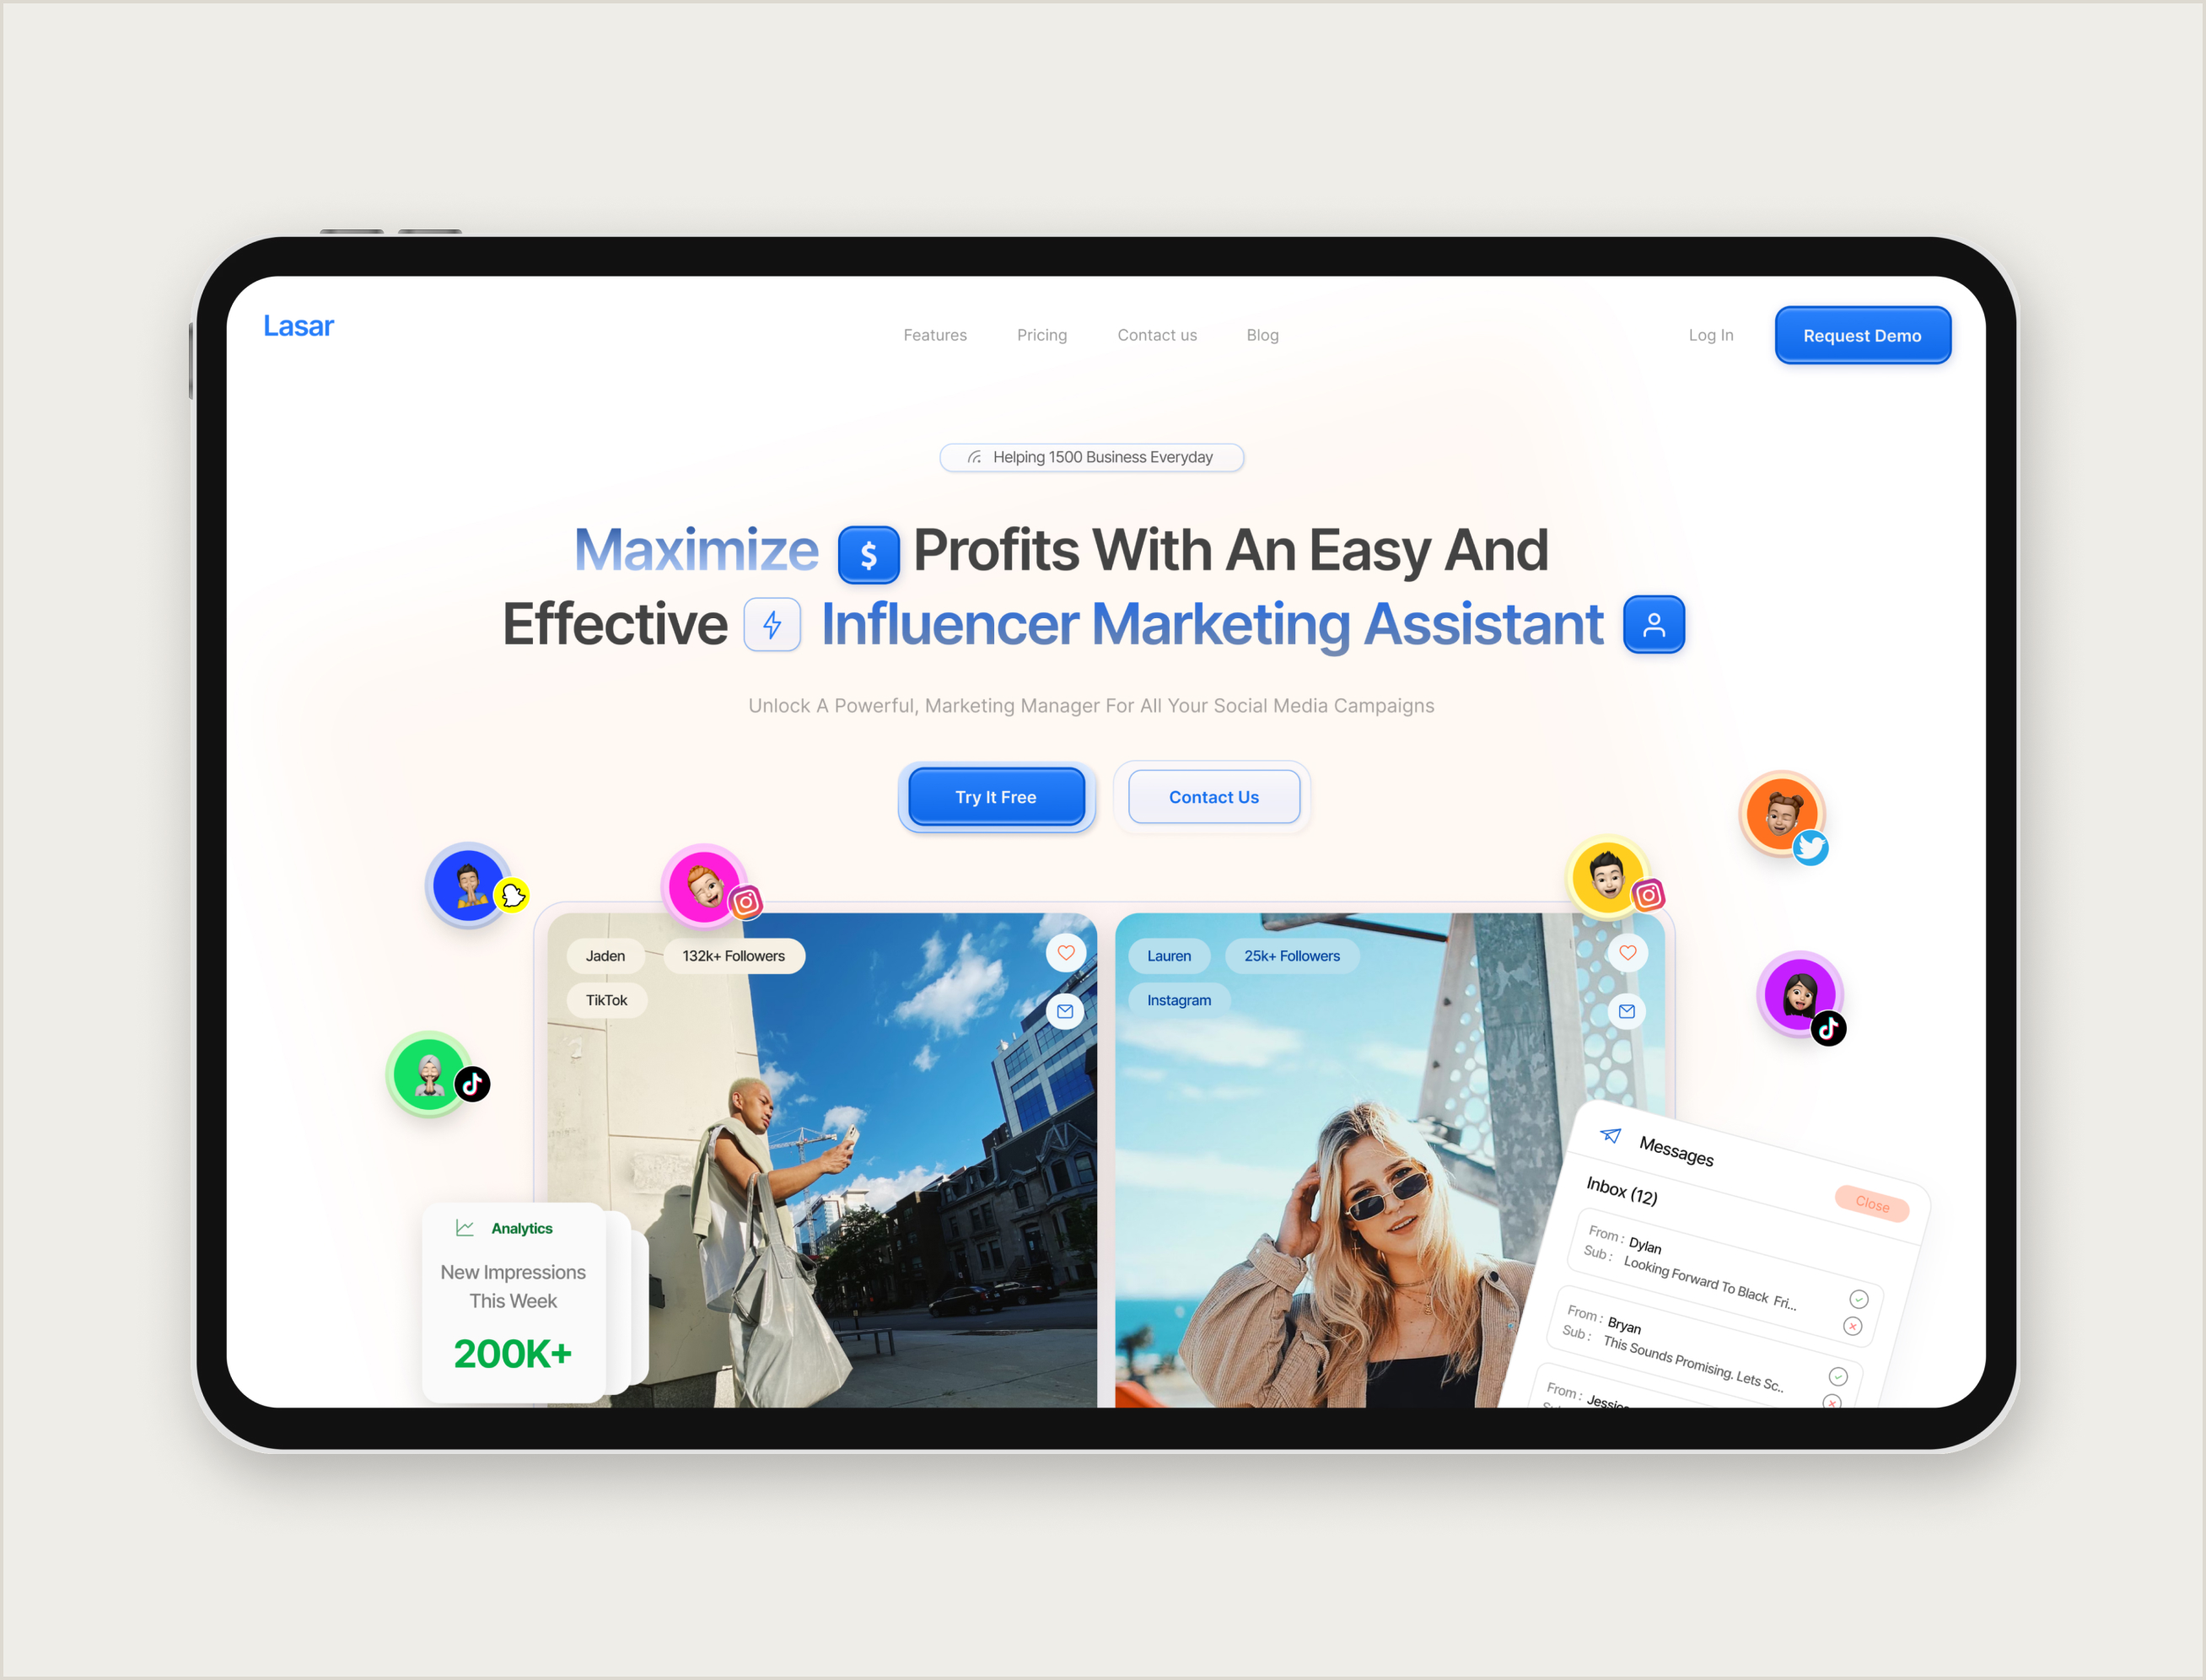 Lasar
Features
Pricing
Contact us
Blog
Log In
Request Demo
Helping 1500 Business Everyday
Maximize $ Profits With An Easy And
Effective Influencer Marketing Assistant
Unlock A Powerful, Marketing Manager For All Your Social Media Campaigns
Try It Free
Contact Us
Jaden
132k+ Followers
TikTok
Lauren
25k+ Followers
Instagram
Analytics
New Impressions
This Week
200K+
Messages
Inbox (12)
Close
From : Dylan
Sub : Looking Forward To Black Fri...
From : Bryan
Sub : This Sounds Promising. Lets Sc..
From :